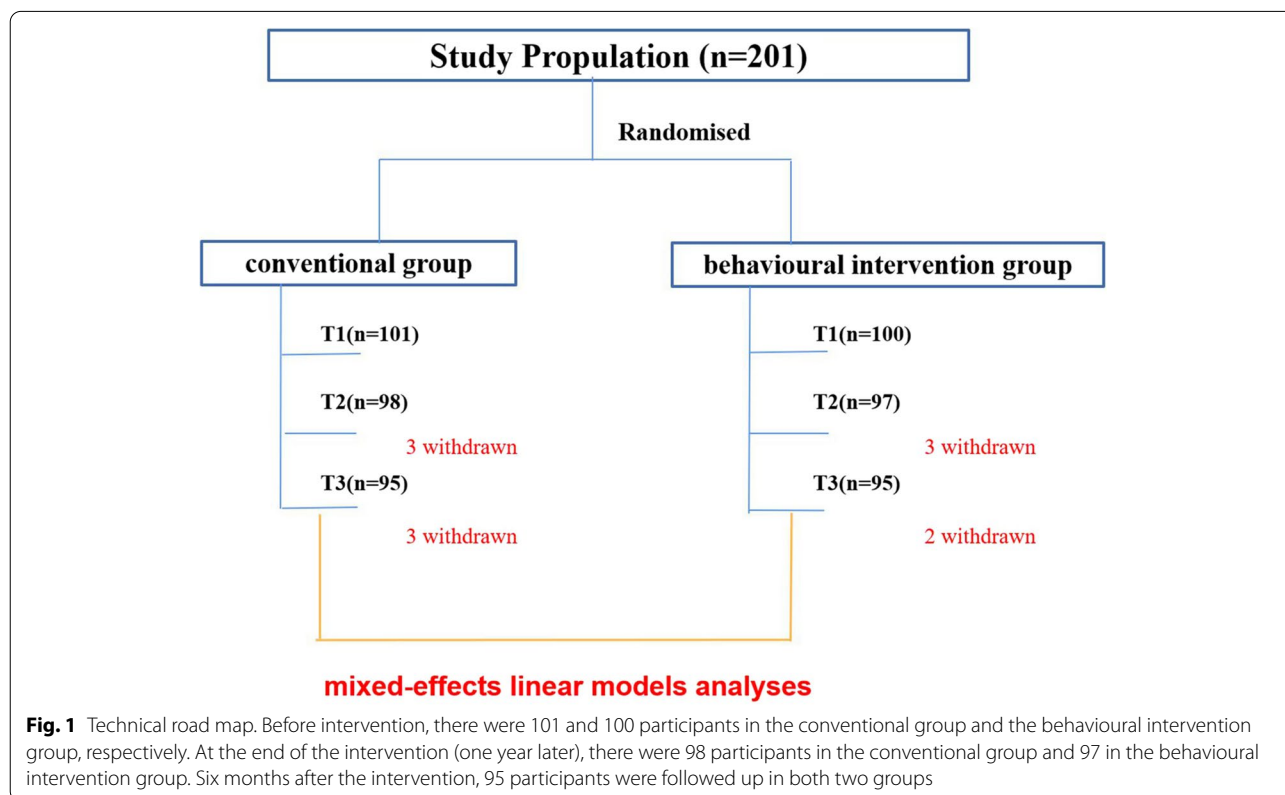 Study Propulation (n=201)
Randomised
conventional group
T1(n=101)
T2(n=98)
3 withdrawn
T3(n=95)
3 withdrawn
behavioural intervention group
T1(n=100)
T2(n=97)
3 withdrawn
T3(n=95)
2 withdrawn
mixed-effects linear models analyses
Fig. 1 Technical road map. Before intervention, there were 101 and 100 participants in the conventional group and the behavioural intervention
group, respectively. At the end of the intervention (one year later), there were 98 participants in the conventional group and 97 in the behavioural
intervention group. Six months after the intervention, 95 participants were followed up in both two groups